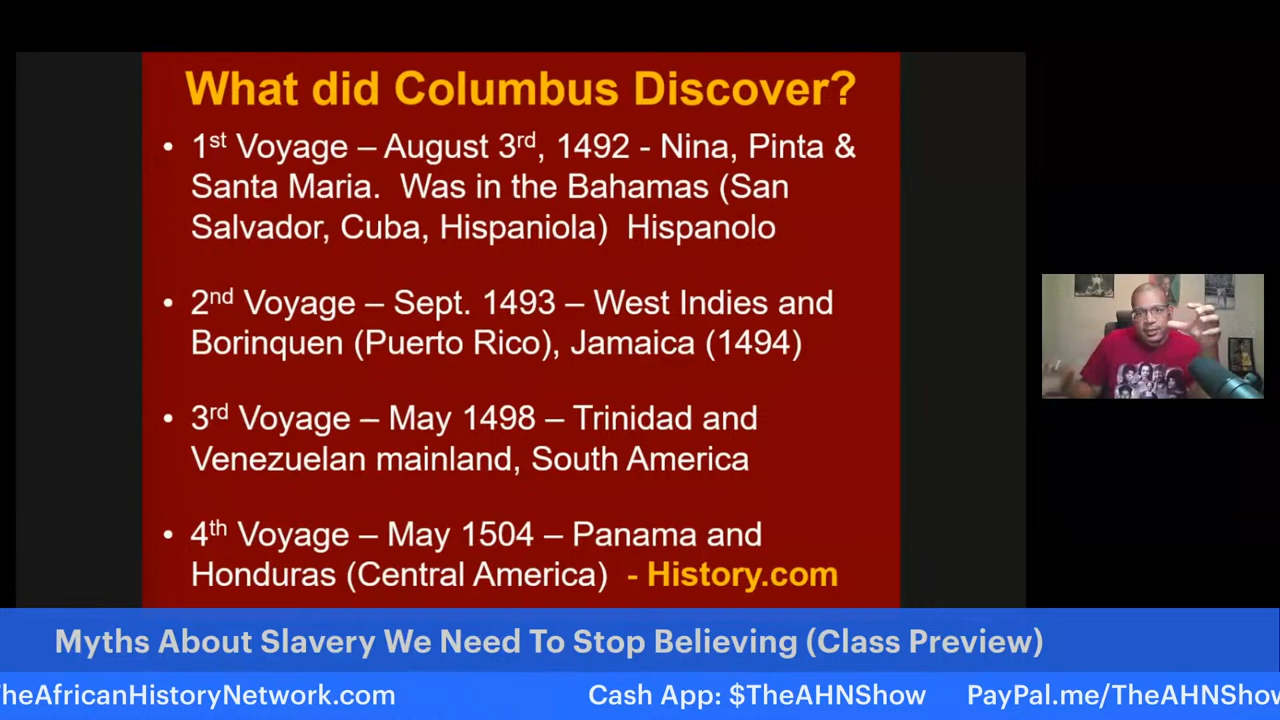 What did Columbus Discover?
• 1st Voyage – August 3rd, 1492 - Nina, Pinta &
Santa Maria. Was in the Bahamas (San
Salvador, Cuba, Hispaniola) Hispanolo
• 2nd Voyage – Sept. 1493 – West Indies and
Borinquen (Puerto Rico), Jamaica (1494)
• 3rd Voyage – May 1498 – Trinidad and
Venezuelan mainland, South America
• 4th Voyage – May 1504 – Panama and
Honduras (Central America) - History.com
Myths About Slavery We Need To Stop Believing (Class Preview)
TheAfricanHistoryNetwork.com Cash App: $TheAHNShow PayPal.me/TheAHNShow